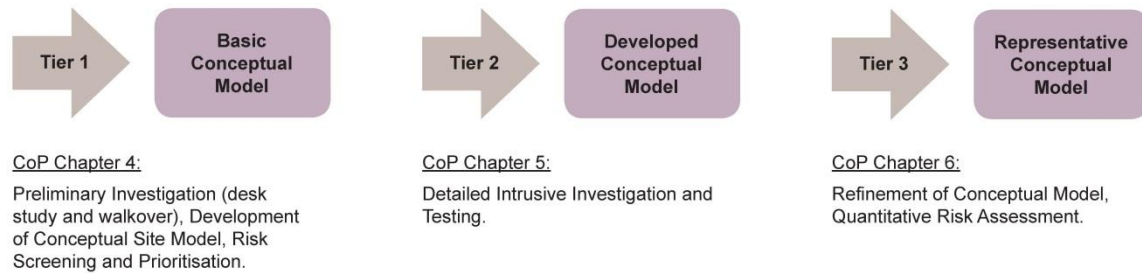 Tier 1
Basic
Conceptual
Model
Tier 2
Developed
Conceptual
Model
Tier 3
Representative
Conceptual
Model
CoP Chapter 4:
Preliminary Investigation (desk
study and walkover), Development
of Conceptual Site Model, Risk
Screening and Prioritisation.
CoP Chapter 5:
Detailed Intrusive Investigation and
Testing.
CoP Chapter 6:
Refinement of Conceptual Model,
Quantitative Risk Assessment.